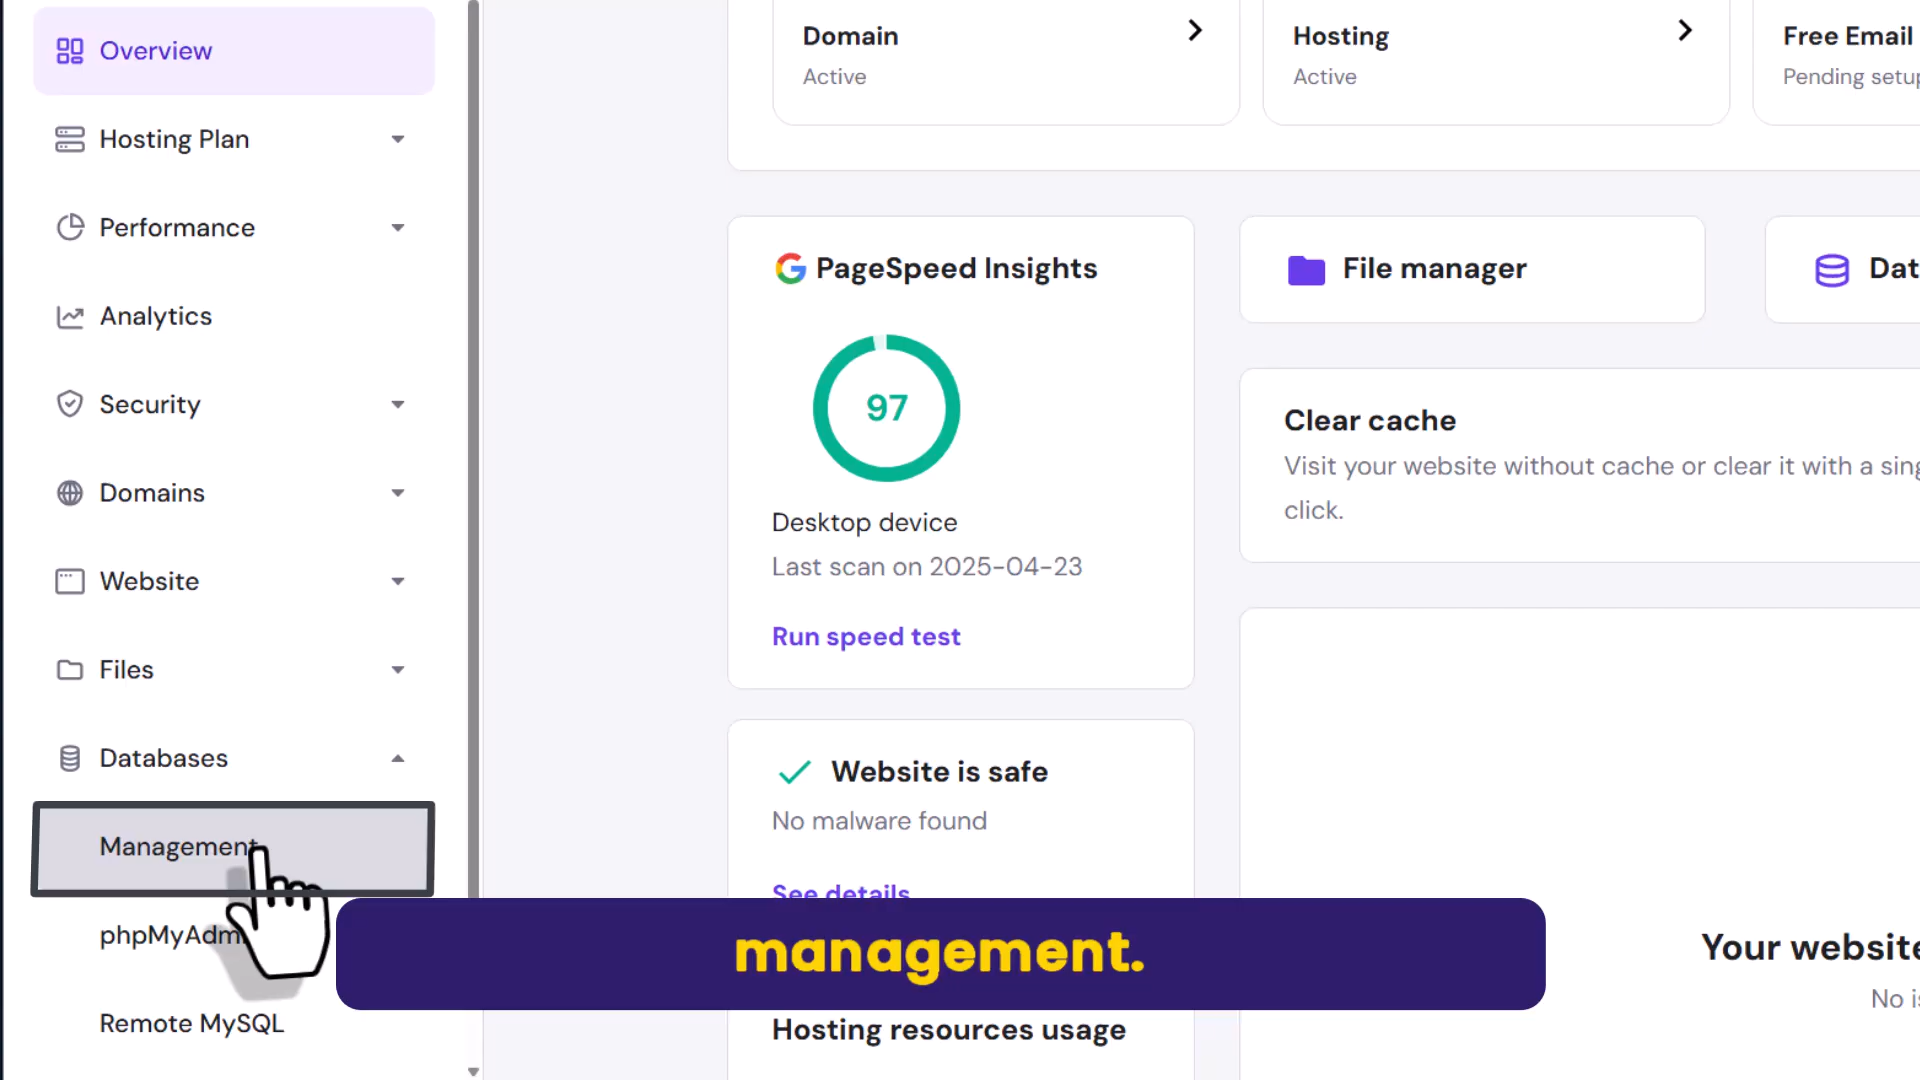 Overview
Hosting Plan
Performance
Analytics
Security
Domains
Website
Files
Databases
Management
phpMyAdm
Remote MySQL
Domain
Active
Hosting
Active
Free Email
Pending setup
PageSpeed Insights
97
Desktop device
Last scan on 2025-04-23
Run speed test
File manager
Dat
Clear cache
Visit your website without cache or clear it with a sing
click.
Website is safe
No malware found
See details
management.
Hosting resources usage
Your website
No is